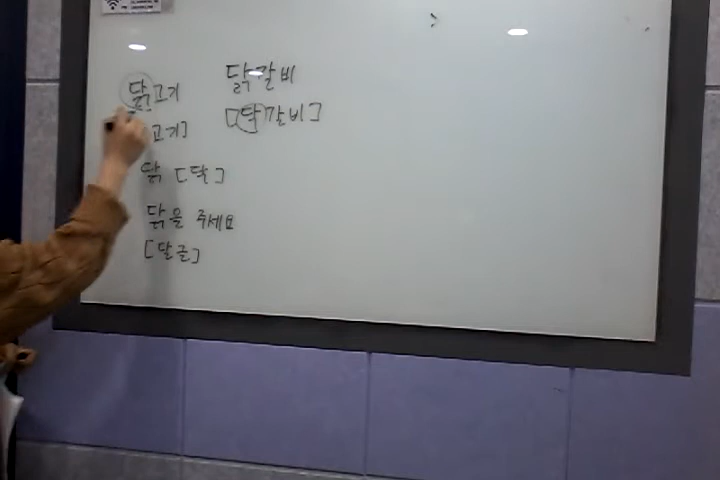 닭고기
고기]
닭 [닥]
닭을 주세요
[달글]
닭갈비
[닥갈비]